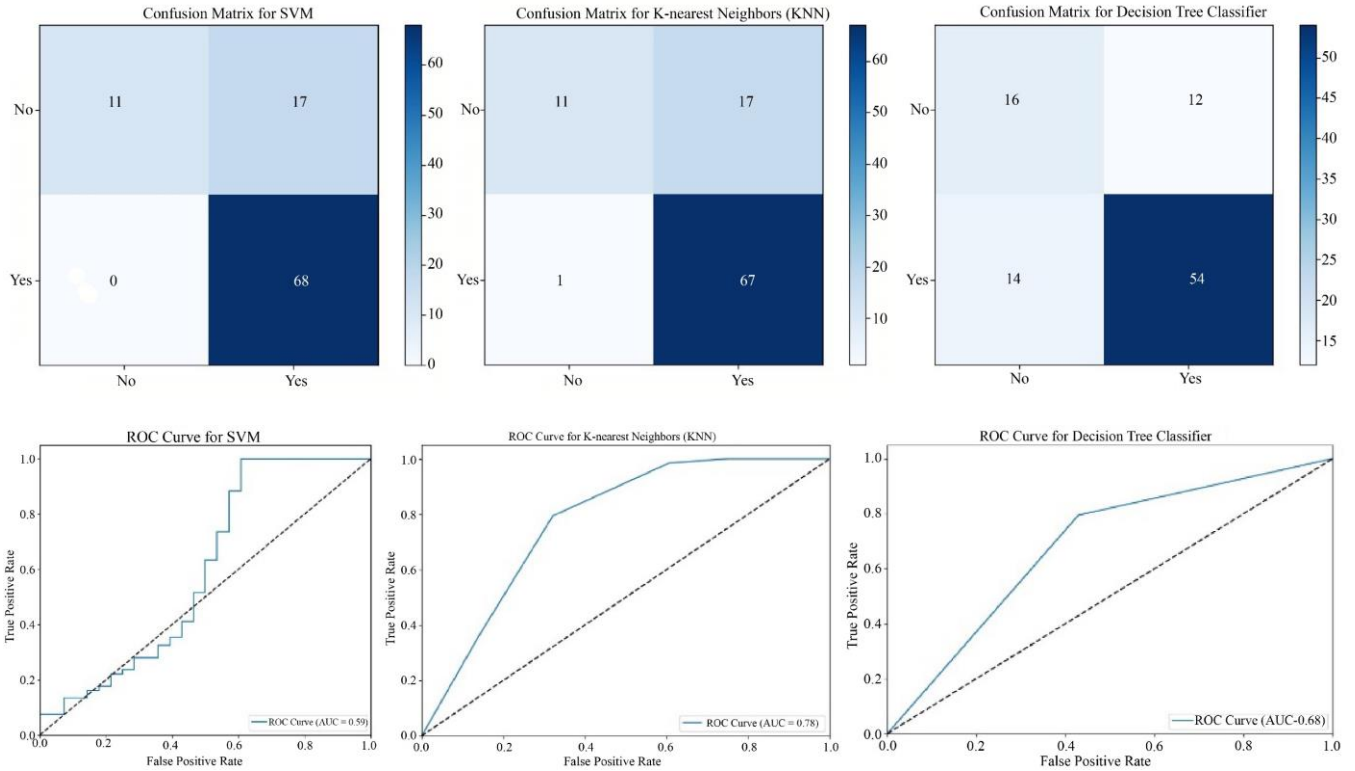 Confusion Matrix for SVM
No
Yes
11
17
0
68
No
Yes
60
50
40
30
20
10
0
Confusion Matrix for K-nearest Neighbors (KNN)
No
Yes
11
17
1
67
No
Yes
60
50
40
30
20
10
Confusion Matrix for Decision Tree Classifier
No
Yes
16
12
14
54
No
Yes
50
45
40
35
30
25
20
15
ROC Curve for SVM
True Positive Rate
1.0
0.8
0.6
0.4
0.2
0.0
0.0
0.2
0.4
0.6
0.8
1.0
False Positive Rate
ROC Curve (AUC = 0.59)
ROC Curve for K-nearest Neighbors (KNN)
True Positive Rate
1.0
0.8
0.6
0.4
0.2
0.0
0.0
0.2
0.4
0.6
0.8
1.0
False Positive Rate
ROC Curve (AUC = 0.78)
ROC Curve for Decision Tree Classifier
True Positive Rate
1.0
0.8
0.6
0.4
0.2
0.0
0.0
0.2
0.4
0.6
0.8
1.0
False Positive Rate
ROC Curve (AUC-0.68)